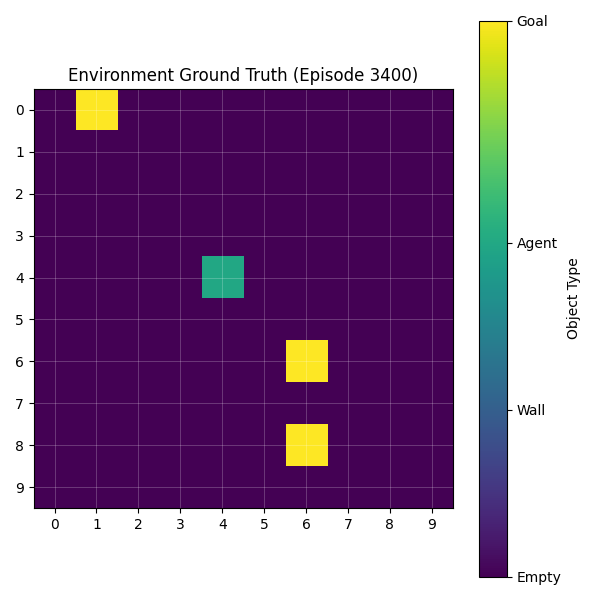 Environment Ground Truth (Episode 3400)
0
1
2
3
4
5
6
7
8
9
0 1 2 3 4 5 6 7 8 9
Goal
Agent
Wall
Empty
Object Type